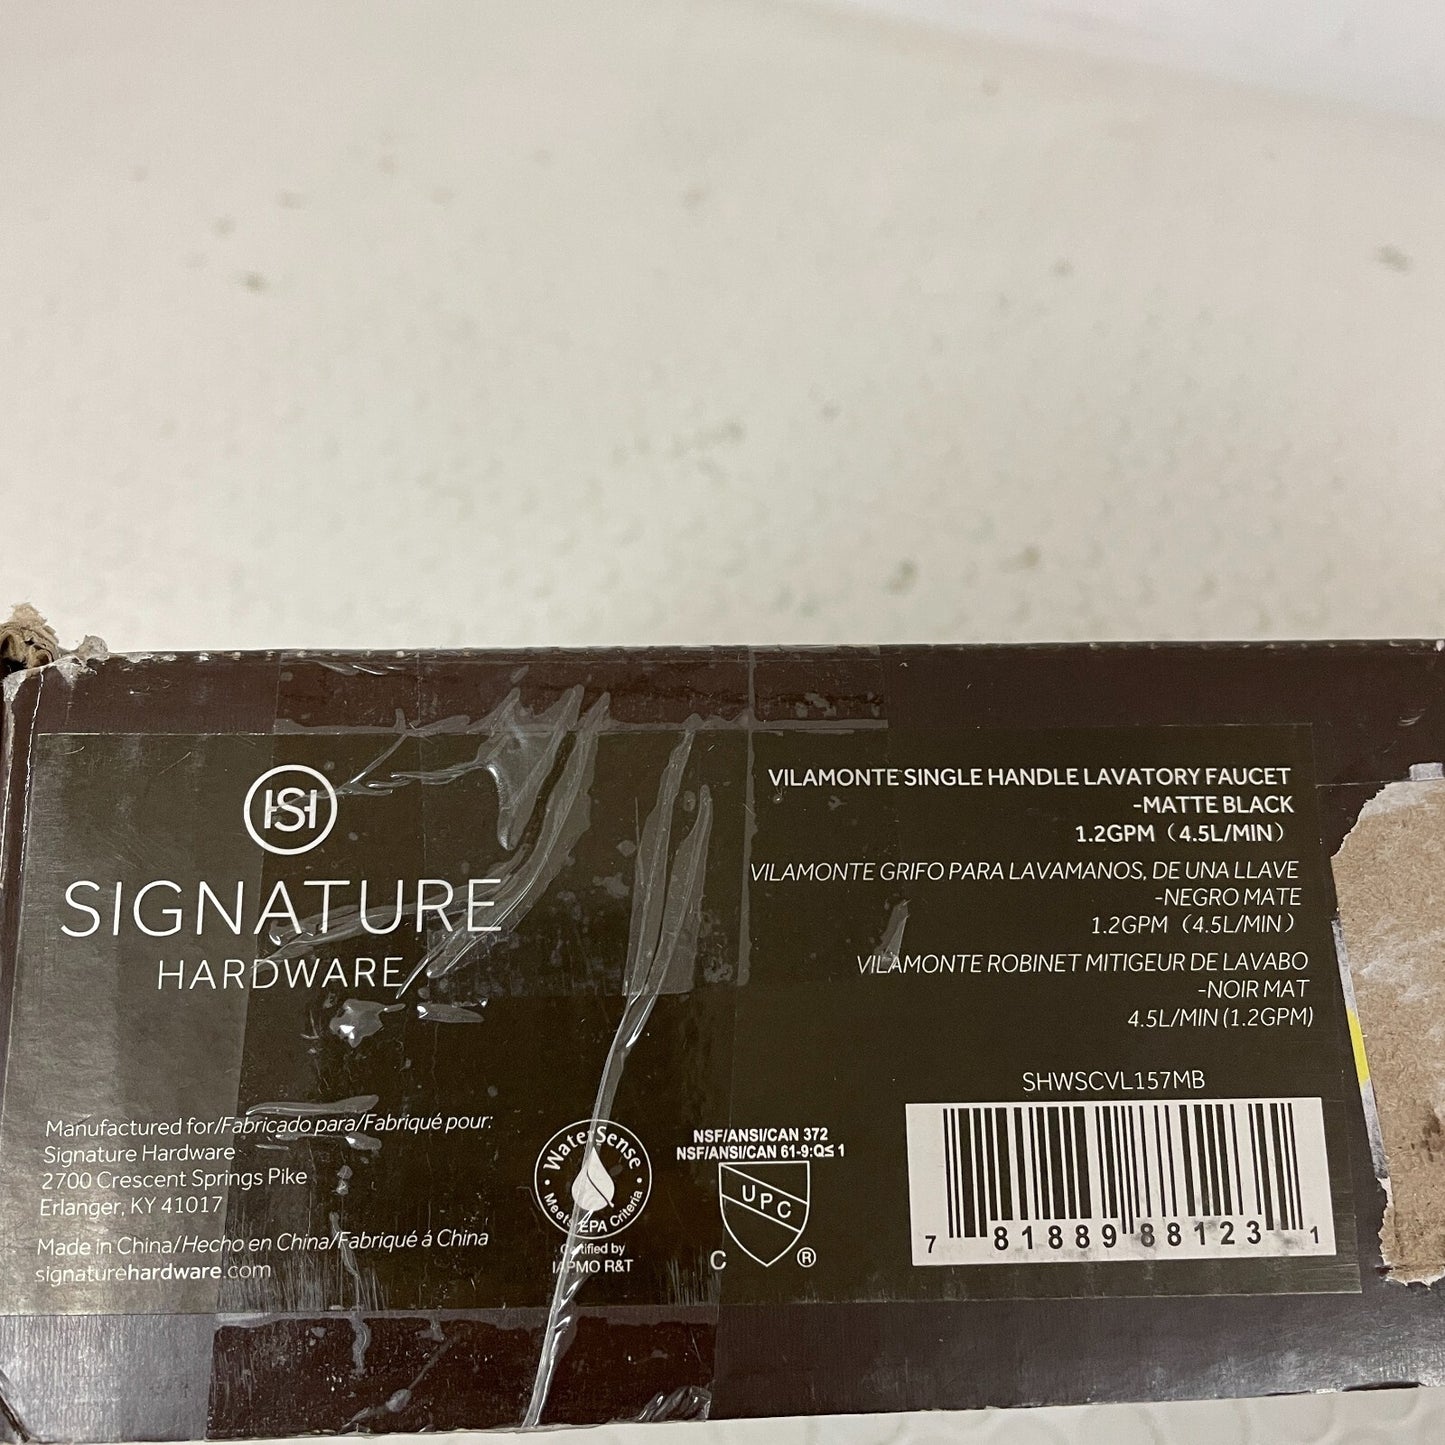 SIGNATURE
HARDWARE
Manufactured for/Fabricado para/Fabriqué pour:
Signature Hardware
2700 Crescent Springs Pike
Erlanger, KY 41017
Made in China/Hecho en China/Fabriqué á China
signaturehardware.com
WaterSense
Meets EPA Criteria
Certified by
IAPMO R&T
NSF/ANSI/CAN 372
NSF/ANSI/CAN 61-9:Q≤ 1
UPC
C ®
VILAMONTE SINGLE HANDLE LAVATORY FAUCET
-MATTE BLACK
1.2GPM（4.5L/MIN）
VILAMONTE GRIFO PARA LAVAMANOS, DE UNA LLAVE
-NEGRO MATE
1.2GPM（4.5L/MIN）
VILAMONTE ROBINET MITIGEUR DE LAVABO
-NOIR MAT
4.5L/MIN (1.2GPM)
SHWSCVL157MB
7 81889 88123 1